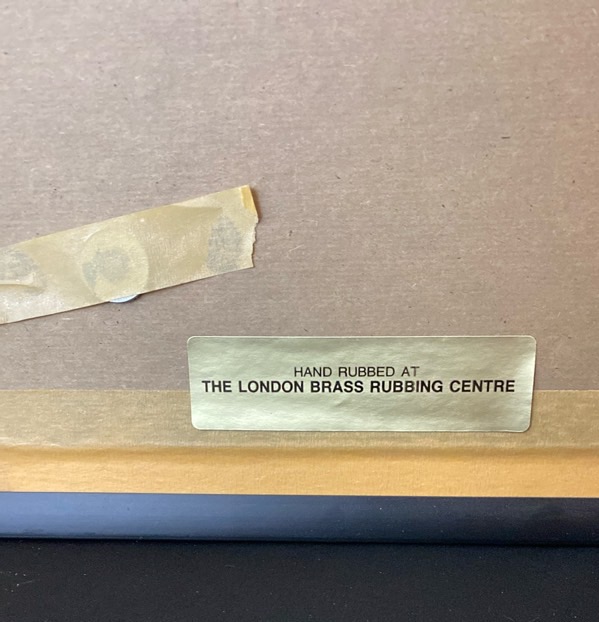 HAND RUBBED AT
THE LONDON BRASS RUBBING CENTRE